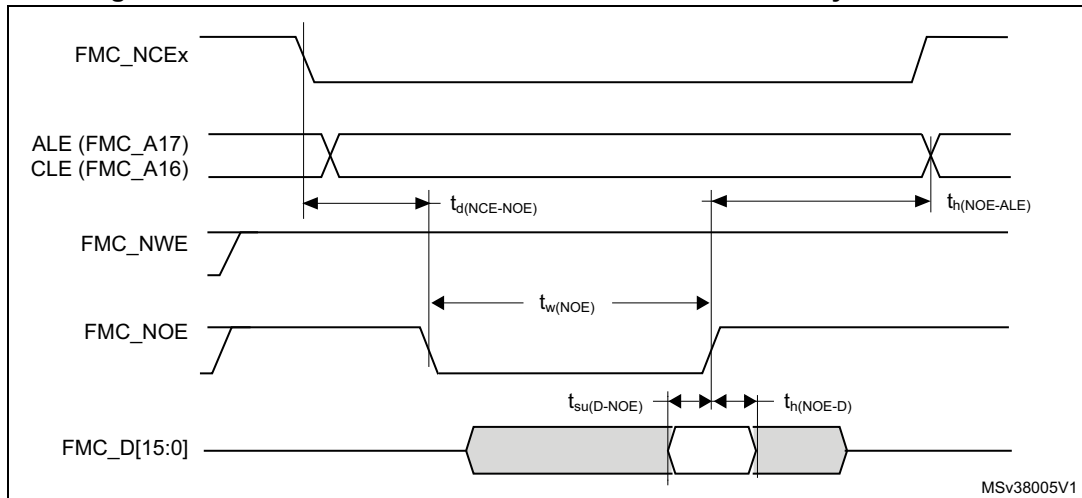 FMC_NCEx
ALE (FMC_A17)
CLE (FMC_A16)
td(NCE-NOE)
th(NOE-ALE)
FMC_NWE
tw(NOE)
FMC_NOE
tsu(D-NOE)
th(NOE-D)
FMC_D[15:0]
MSv38005V1